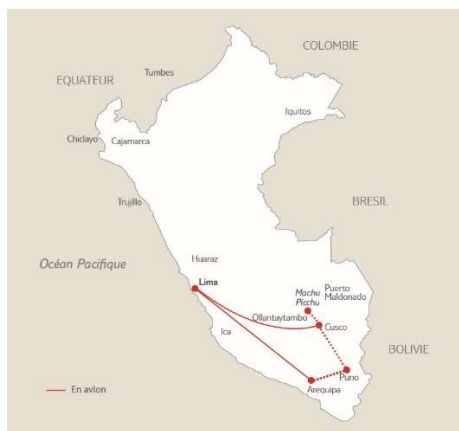 COLOMBIE
EQUATEUR
Tumbes
Iquitos
Chiclayo
Cajamarca
BRESIL
Trujillo
Huaraz
Océan Pacifique
Lima
Machu
Picchu
Puerto
Maldonado
Ollantaytambo
Cusco
Ica
BOLIVIE
Puno
Arequipa
En avion